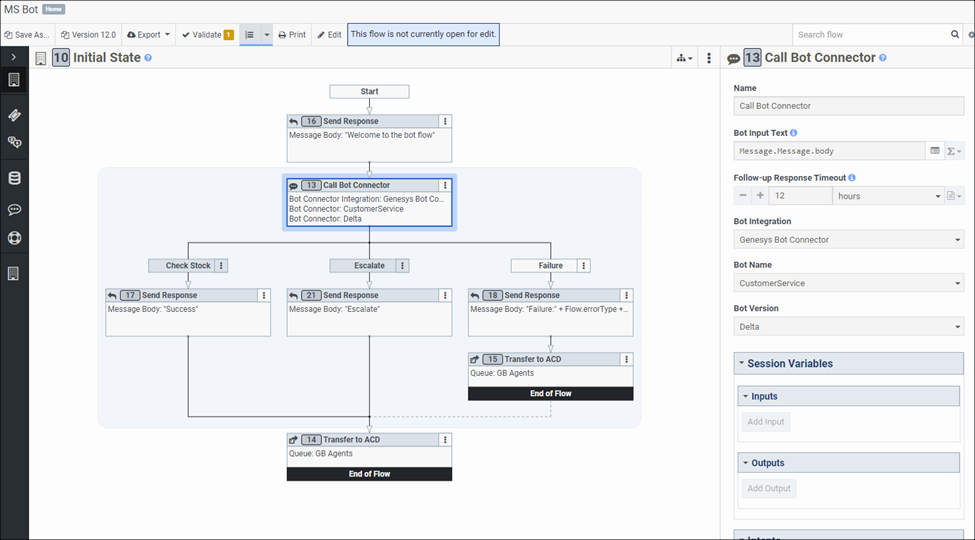 MS Bot Home
Save As... Version 12.0 Export Validate 1 Print Edit This flow is not currently open for edit. Search flow
10 Initial State
Start
16 Send Response
Message Body: "Welcome to the bot flow"
13 Call Bot Connector
Bot Connector Integration: Genesys Bot Co...
Bot Connector: CustomerService
Bot Connector: Delta
Check Stock Escalate Failure
17 Send Response
Message Body: "Success"
21 Send Response
Message Body: "Escalate"
18 Send Response
Message Body: "Failure:" + Flow.errorType +...
15 Transfer to ACD
Queue: GB Agents
End of Flow
14 Transfer to ACD
Queue: GB Agents
End of Flow
13 Call Bot Connector
Name
Call Bot Connector
Bot Input Text
Message.Message.body
Follow-up Response Timeout
12 hours
Bot Integration
Genesys Bot Connector
Bot Name
CustomerService
Bot Version
Delta
Session Variables
Inputs
Add Input
Outputs
Add Output
Intents